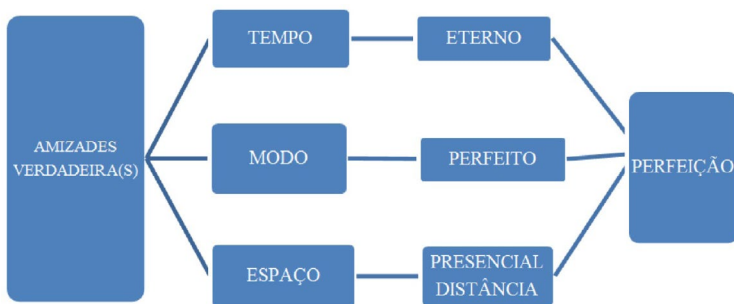 AMIZADES
VERDADEIRA(S)
TEMPO
ETERNO
MODO
PERFEITO
ESPAÇO
PRESENCIAL
DISTÂNCIA
PERFEIÇÃO